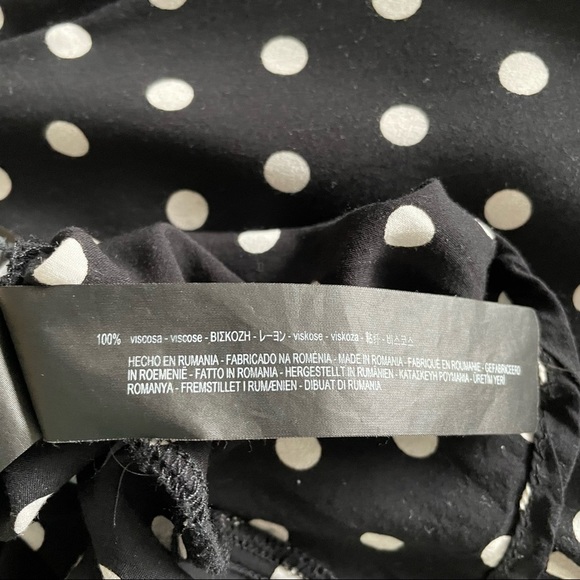 100% viscosa - viscose - ΒΙΣΚΟΖΗ - レーヨン - viskose - viskoza - 粘纤 - 비스코스
HECHO EN RUMANIA - FABRICADO NA ROMÉNIA - MADE IN ROMANIA - FABRIQUÉ EN ROUMANIE - GEFABRICEERD
IN ROEMENIË - FATTO IN ROMANIA - HERGESTELLT IN RUMÄNIEN - ΚΑΤΑΣΚΕΥΗ ΡΟΥΜΑΝΙΑ - ÜRETIM YERI
ROMANYA - FREMSTILLET I RUMÆNIEN - DIBUAT DI RUMANIA